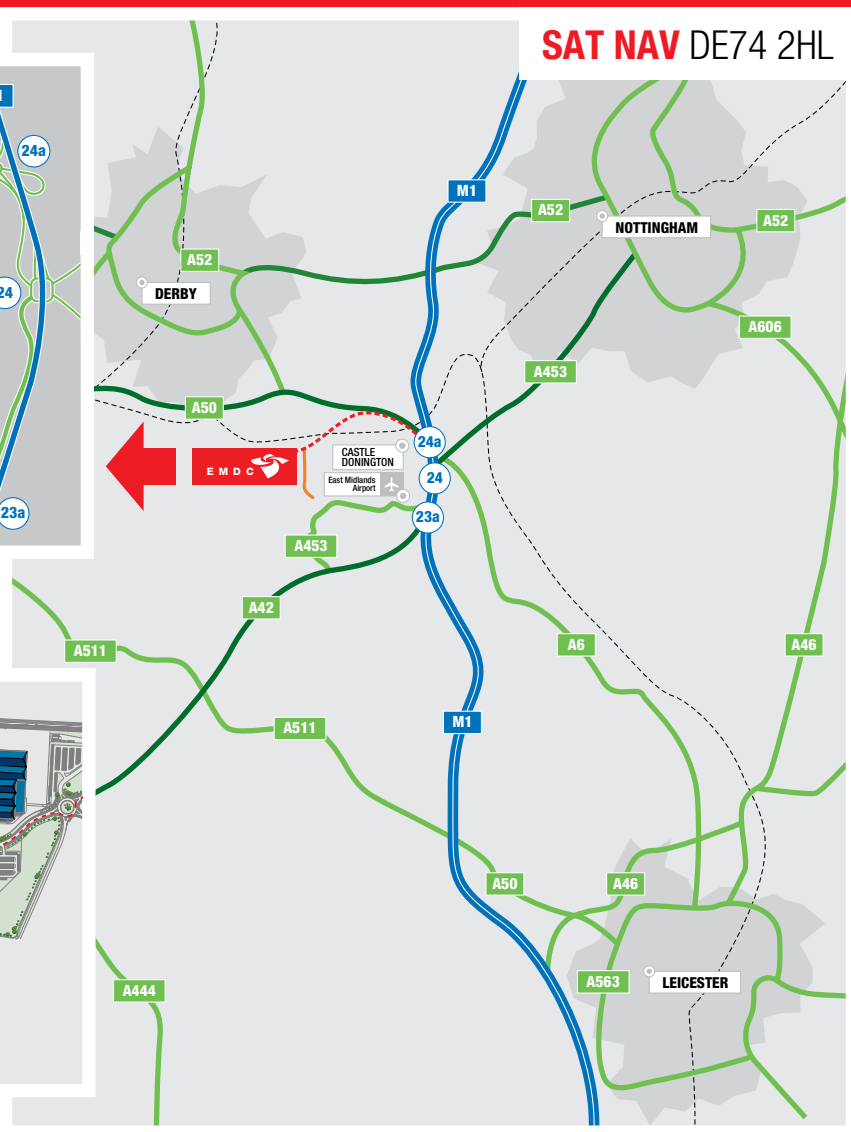 SAT NAV DE74 2HL
24a
M1
A52
NOTTINGHAM
A52
A52
24
DERBY
A606
A453
A50
24a
CASTLE
DONINGTON
EMDC
East Midlands
Airport
24
23a
23a
A453
A42
A511
A6
A46
M1
A511
A50
A46
A563
LEICESTER
A444